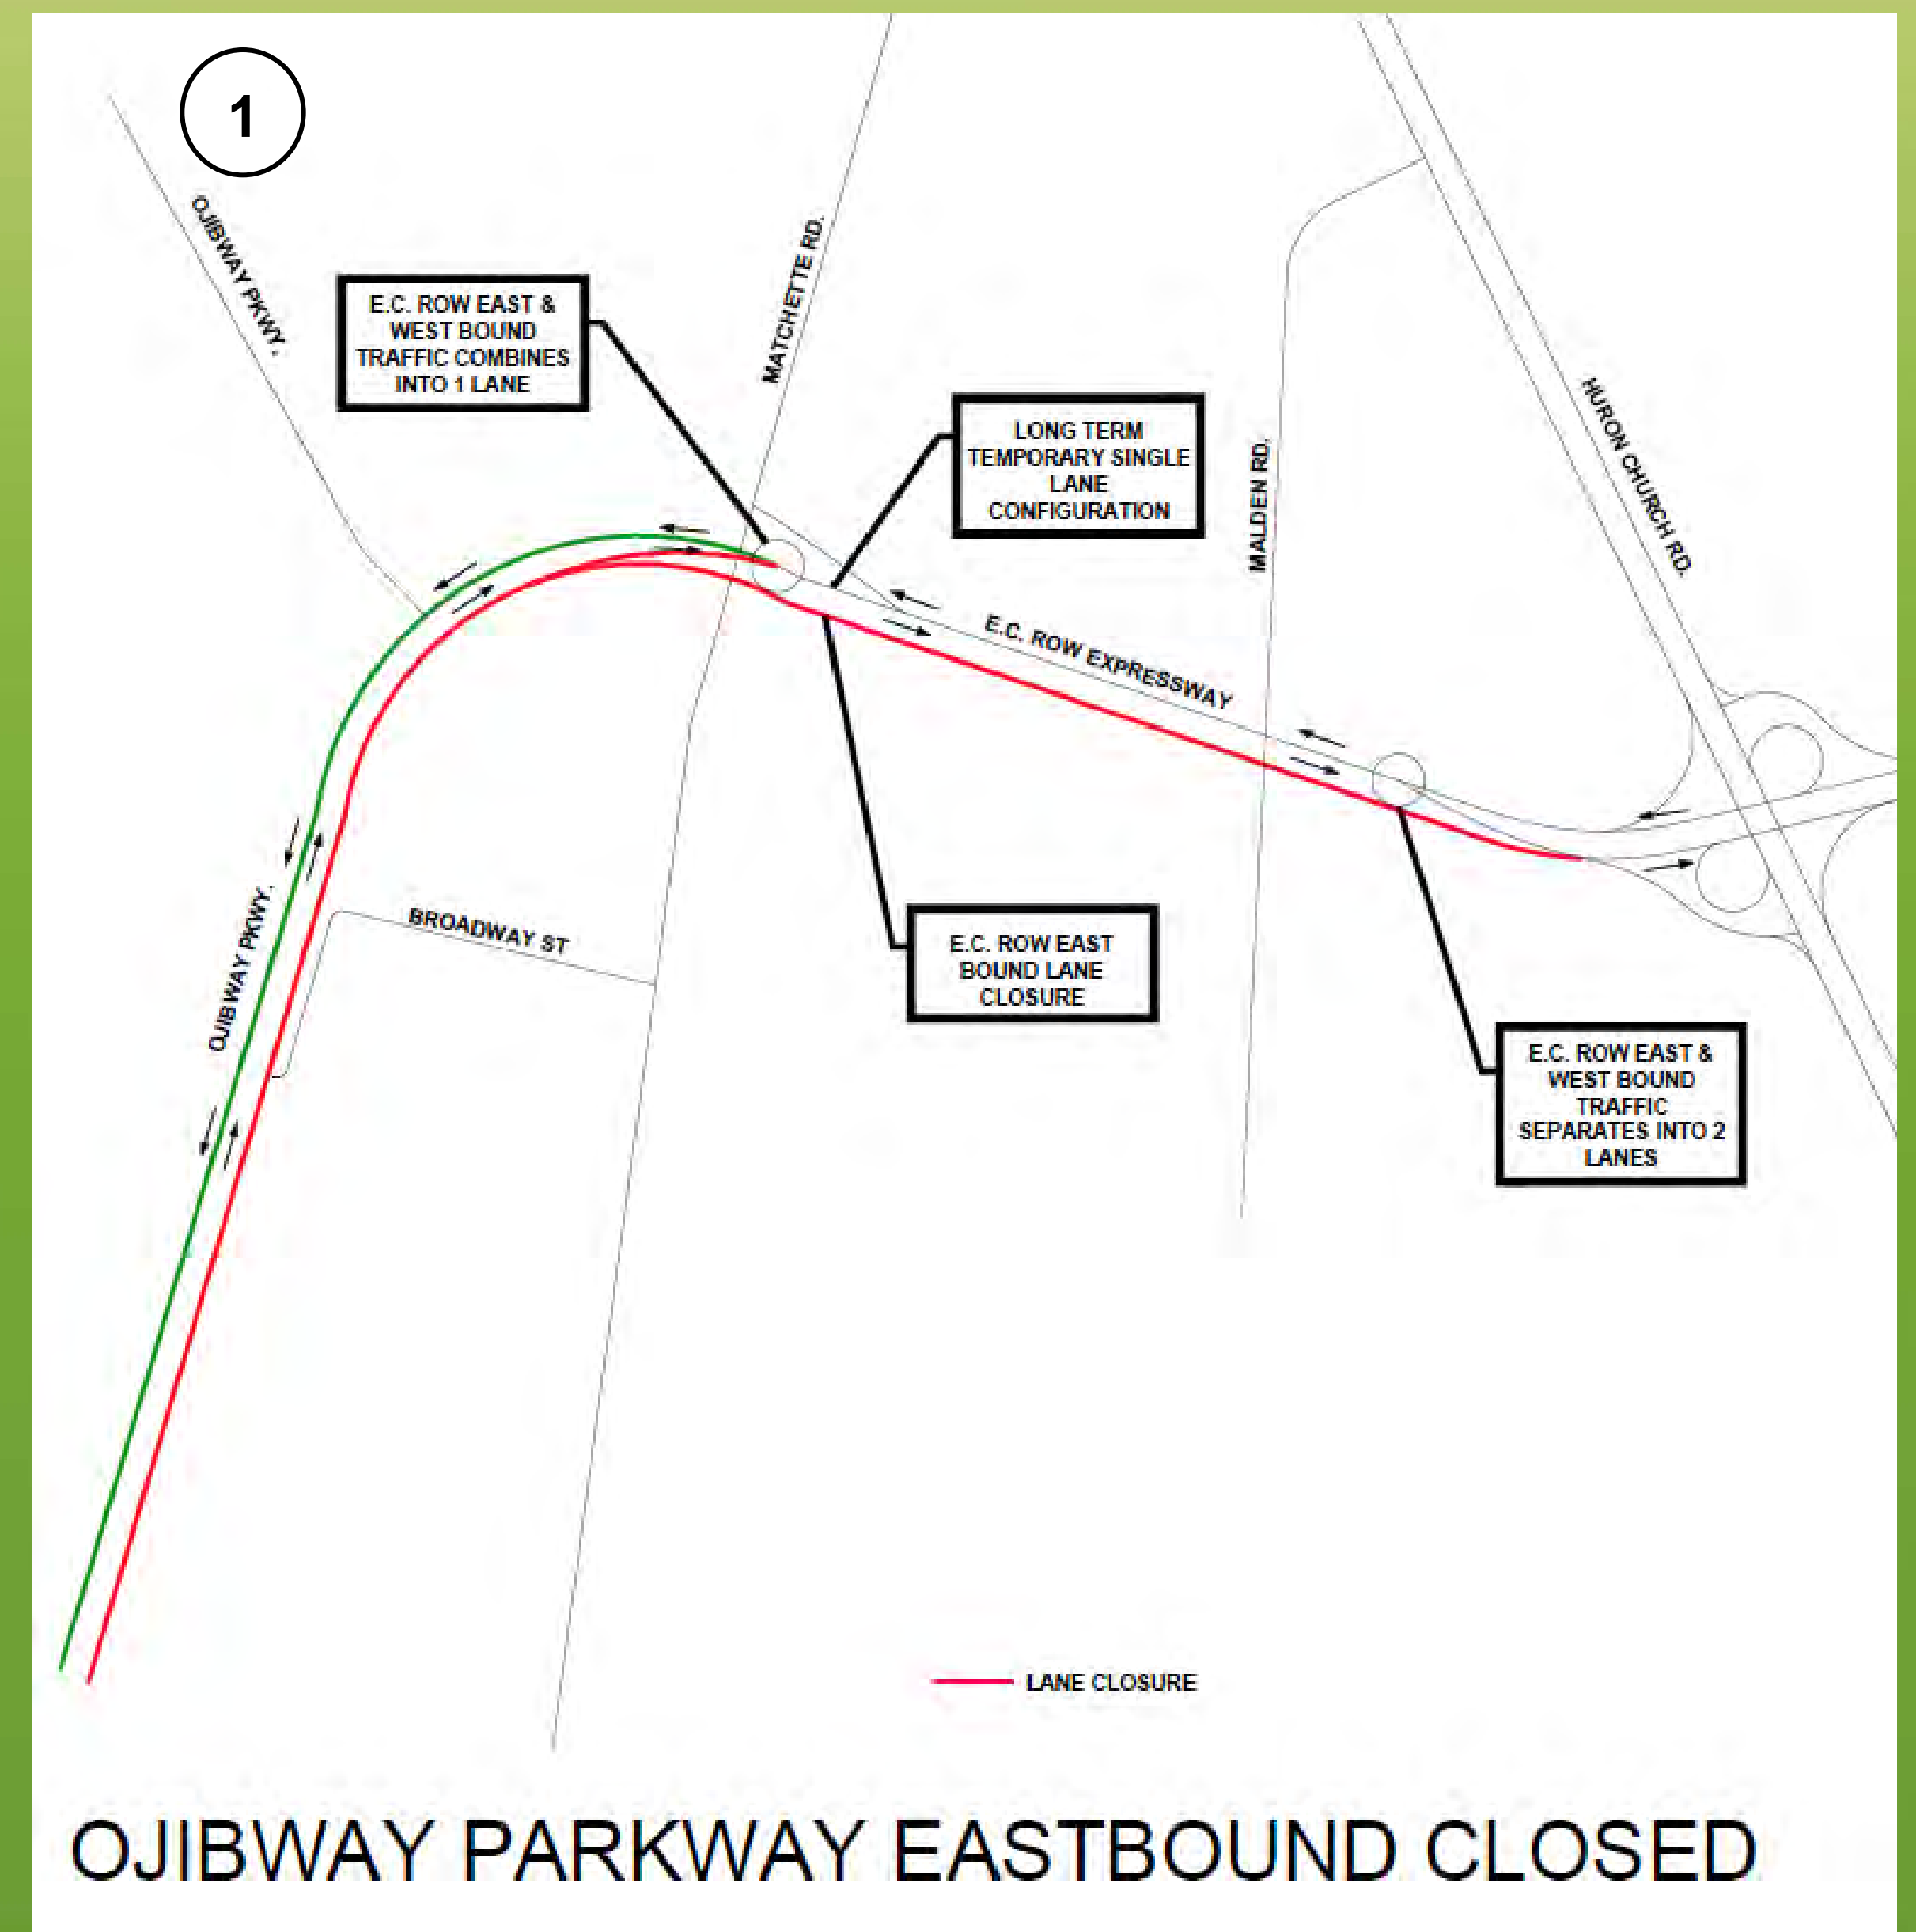 1
OJIBWAY PKWY.
MATCHETTE RD.
E.C. ROW EAST &
WEST BOUND
TRAFFIC COMBINES
INTO 1 LANE
LONG TERM
TEMPORARY SINGLE
LANE
CONFIGURATION
MALDEN RD.
HURON CHURCH RD.
E.C. ROW EXPRESSWAY
OJIBWAY PKWY.
BROADWAY ST
E.C. ROW EAST
BOUND LANE
CLOSURE
E.C. ROW EAST &
WEST BOUND
TRAFFIC
SEPARATES INTO 2
LANES
LANE CLOSURE
OJIBWAY PARKWAY EASTBOUND CLOSED